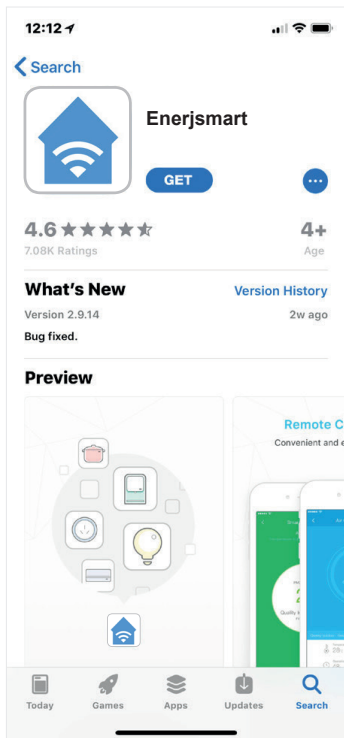 12:12
Search
Enerjsmart
GET
4.6
4+
7.08K Ratings
Age
What's New
Version History
Version 2.9.14
2w ago
Bug fixed.
Preview
Remote C
Convenient and e
Today
Games
Apps
Updates
Search